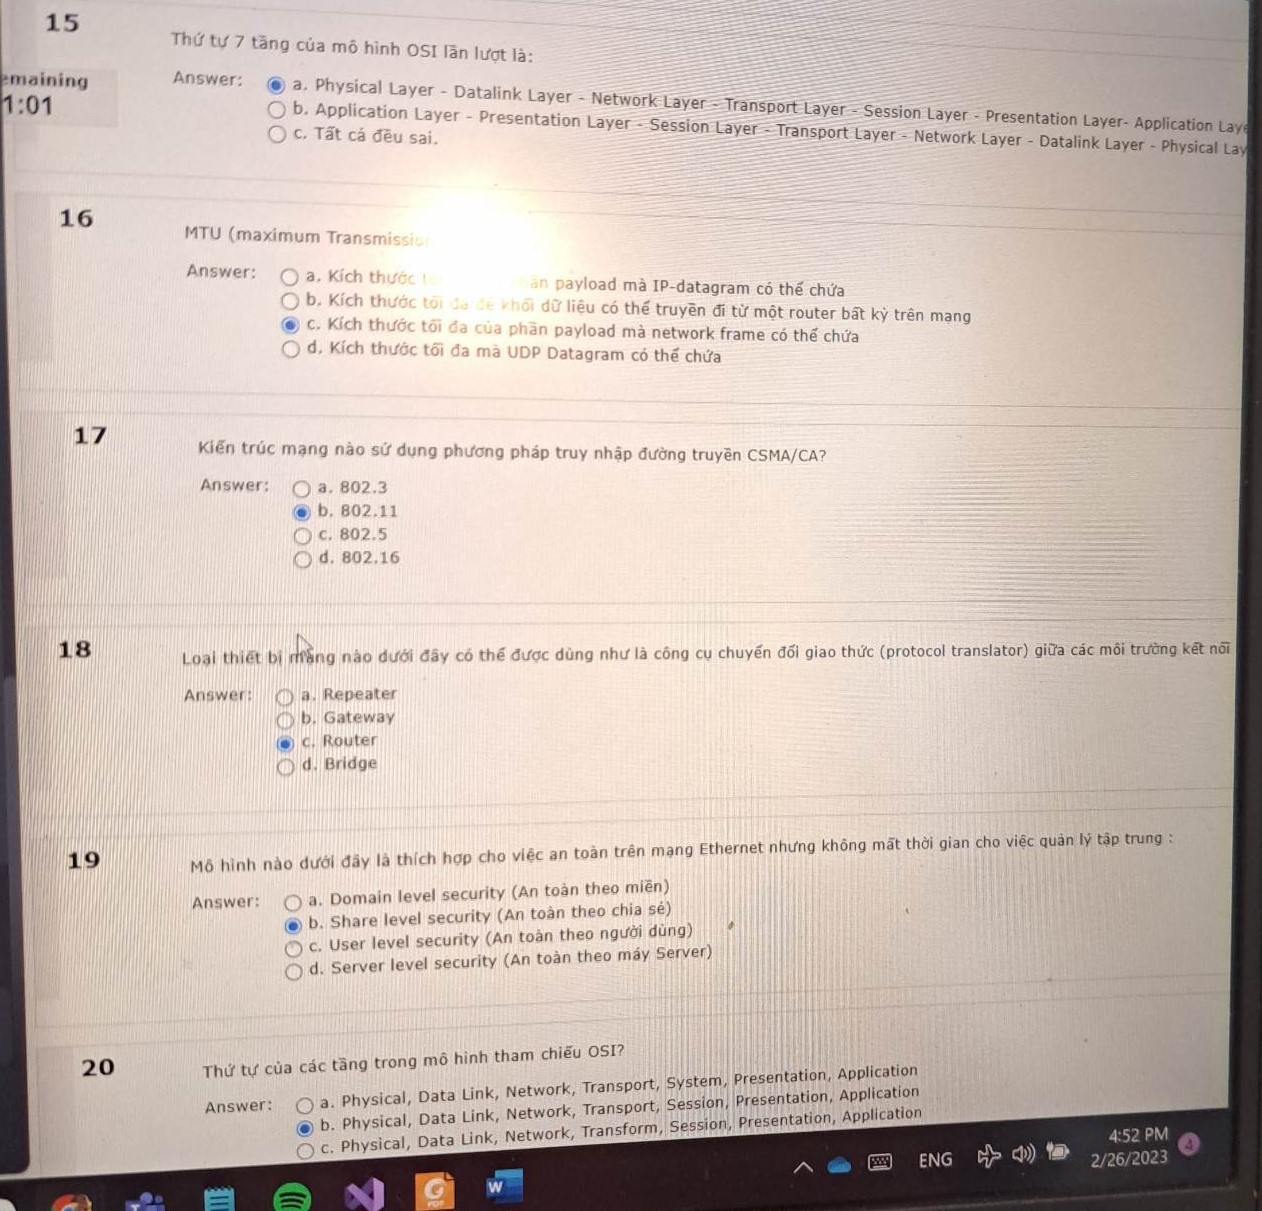 15
Thứ tự 7 tầng của mô hình OSI lần lượt là:
emaining
1:01
Answer:
a. Physical Layer - Datalink Layer - Network Layer - Transport Layer - Session Layer - Presentation Layer- Application Laye
b. Application Layer - Presentation Layer - Session Layer - Transport Layer - Network Layer - Datalink Layer - Physical Lay
c. Tất cả đều sai.
16
MTU (maximum Transmissio
Answer:
a. Kích thước payload mà IP-datagram có thể chứa
b. Kích thước tối đa để khối dữ liệu có thể truyền đi từ một router bất kỳ trên mạng
c. Kích thước tối đa của phần payload mà network frame có thể chứa
d. Kích thước tối đa mà UDP Datagram có thể chứa
17
Kiến trúc mạng nào sử dụng phương pháp truy nhập đường truyền CSMA/CA?
Answer:
a. 802.3
b. 802.11
c. 802.5
d. 802.16
18
Loại thiết bị mạng nào dưới đây có thể được dùng như là công cụ chuyển đổi giao thức (protocol translator) giữa các môi trường kết nối
Answer:
a. Repeater
b. Gateway
c. Router
d. Bridge
19
Mô hình nào dưới đây là thích hợp cho việc an toàn trên mạng Ethernet nhưng không mất thời gian cho việc quản lý tập trung :
Answer:
a. Domain level security (An toàn theo miền)
b. Share level security (An toàn theo chia sẻ)
c. User level security (An toàn theo người dùng)
d. Server level security (An toàn theo máy Server)
20
Thứ tự của các tầng trong mô hình tham chiếu OSI?
Answer:
a. Physical, Data Link, Network, Transport, System, Presentation, Application
b. Physical, Data Link, Network, Transport, Session, Presentation, Application
c. Physical, Data Link, Network, Transform, Session, Presentation, Application
ENG
4:52 PM
2/26/2023
4
T
G
PDF
W